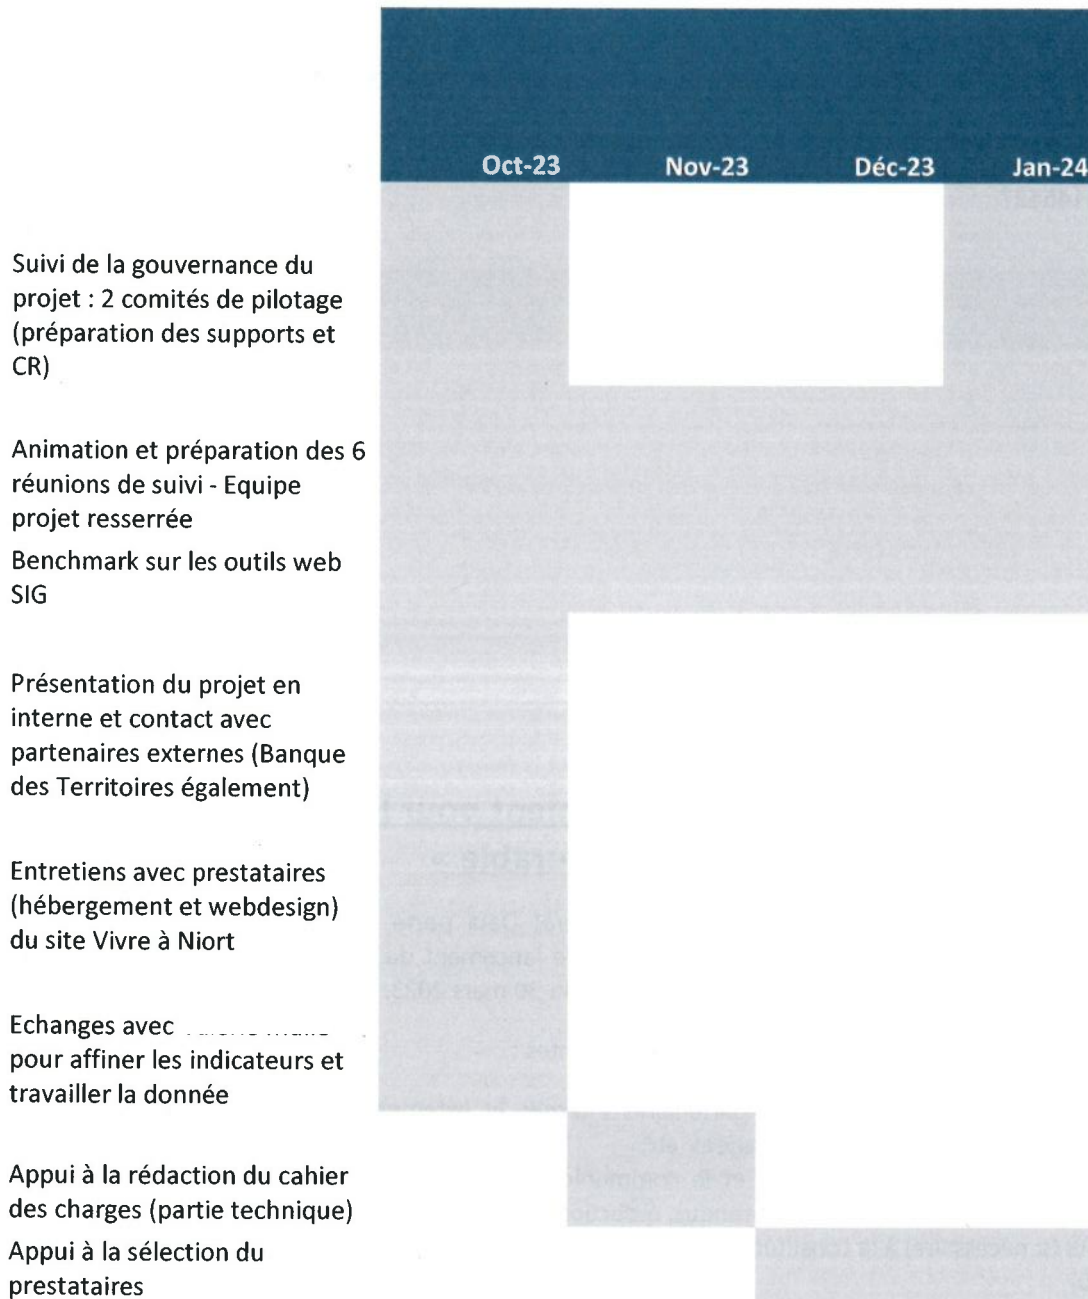 Oct-23 Nov-23 Déc-23 Jan-24
Suivi de la gouvernance du
projet : 2 comités de pilotage
(préparation des supports et
CR)
Animation et préparation des 6
réunions de suivi - Equipe
projet resserrée
Benchmark sur les outils web
SIG
Présentation du projet en
interne et contact avec
partenaires externes (Banque
des Territoires également)
Entretiens avec prestataires
(hébergement et webdesign)
du site Vivre à Niort
Echanges avec
pour affiner les indicateurs et
travailler la donnée
Appui à la rédaction du cahier
des charges (partie technique)
Appui à la sélection du
prestataires